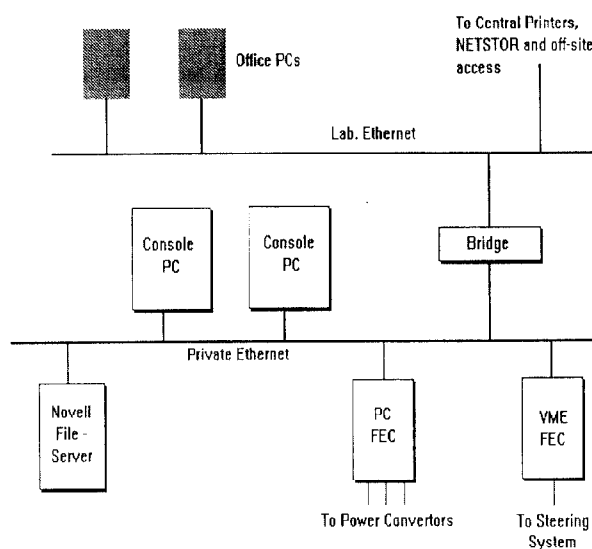 To Central Printers,
NETSTOR and off-site
access
Office PCs
Lab. Ethernet
Console
PC
Console
PC
Bridge
Private Ethernet
Novell
File -
Server
PC
FEC
VME
FEC
To Power Convertors
To Steering
System